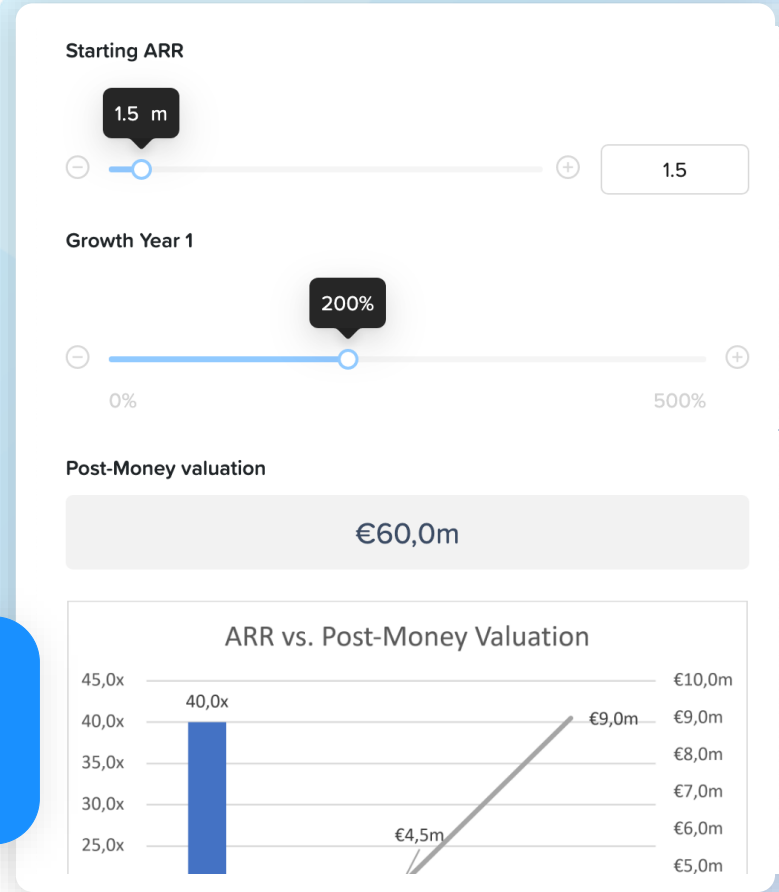 Starting ARR
1.5 m
1.5
Growth Year 1
200%
0% 500%
Post-Money valuation
€60,0m
ARR vs. Post-Money Valuation
45,0x €10,0m
40,0x
40,0x €9,0m €9,0m
35,0x €8,0m
30,0x €7,0m
€4,5m €6,0m
25,0x €5,0m